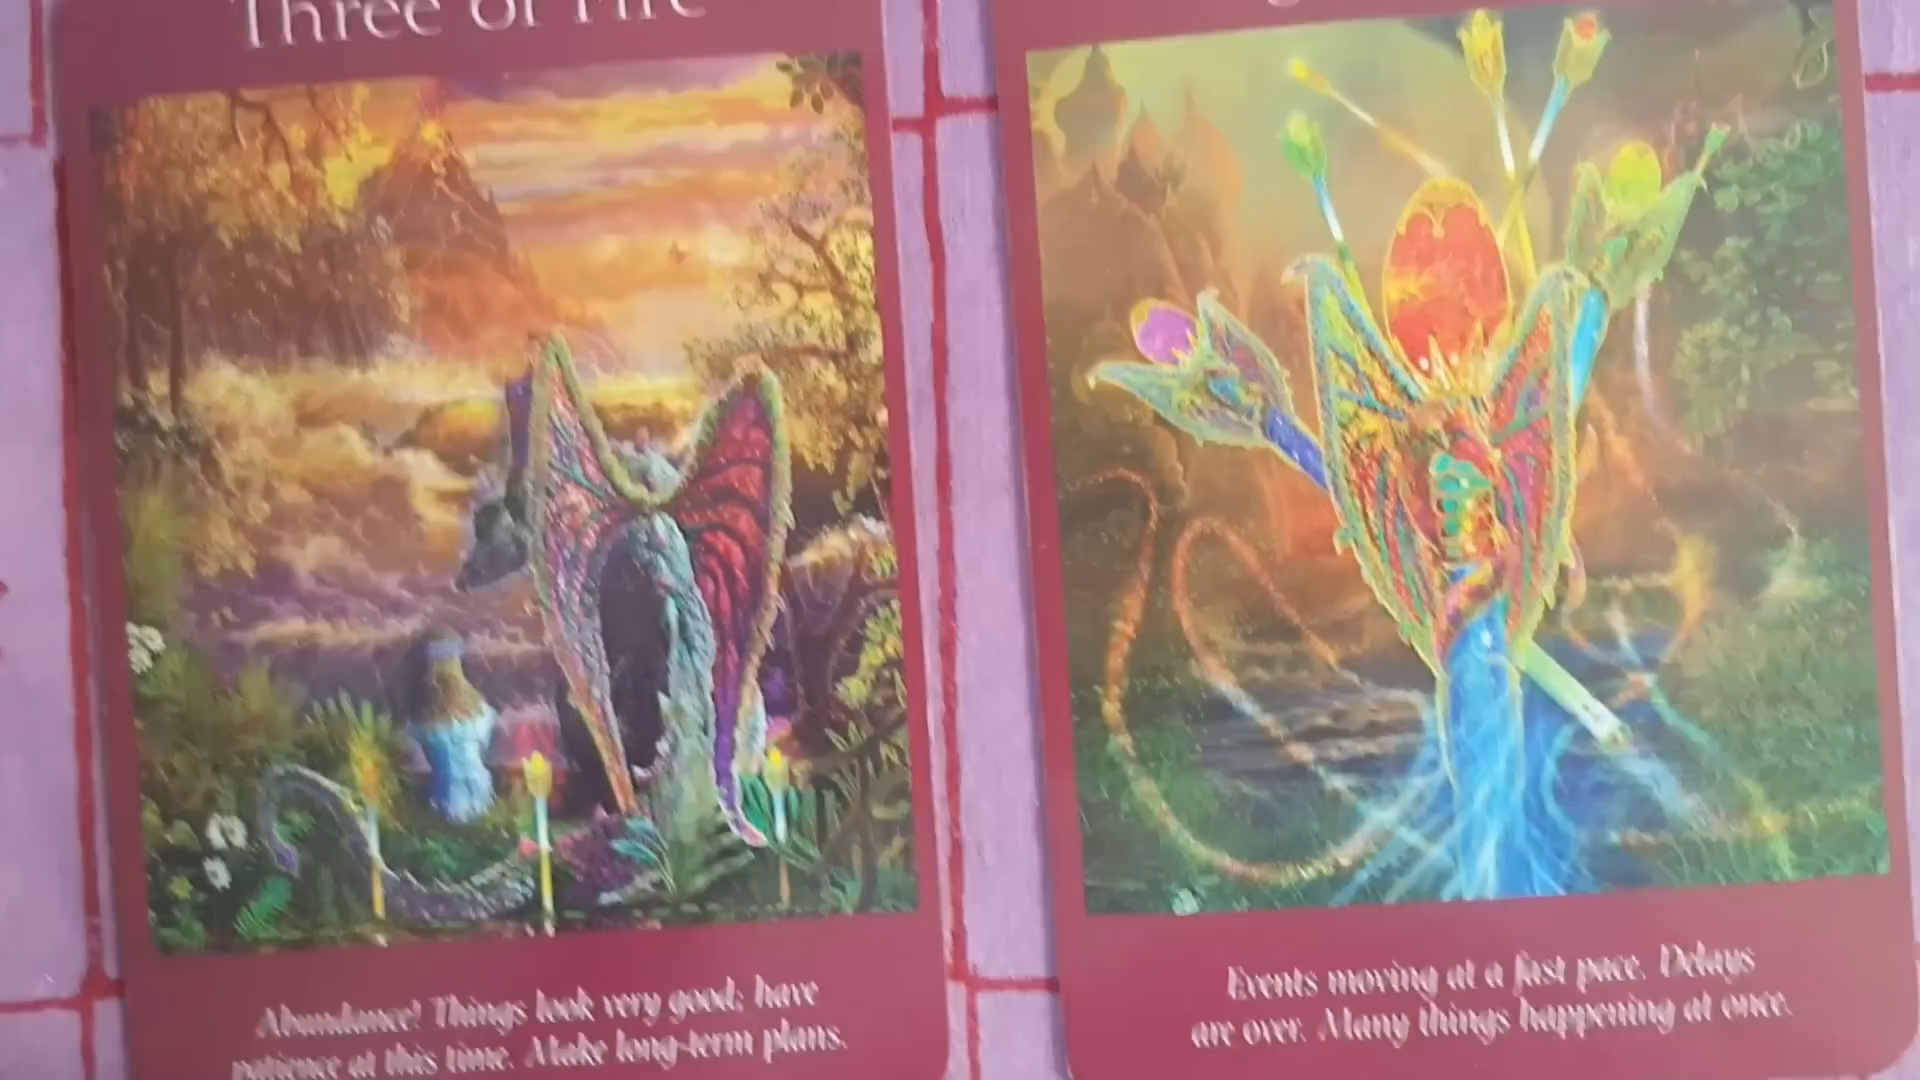 Three of Fire
Abundance! Things look very good; have
patience at this time. Make long-term plans.
Events moving at a fast pace. Delays
are over. Many things happening at once.